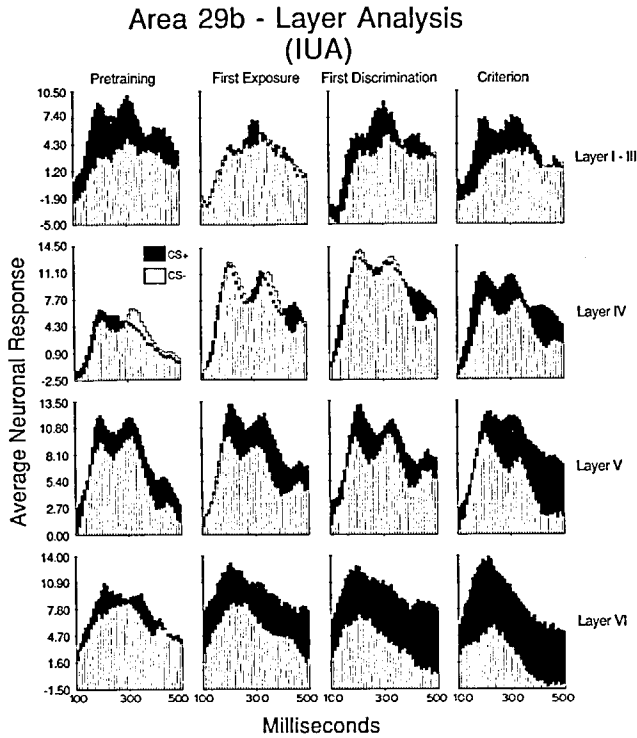 Area 29b - Layer Analysis
(IUA)
Pretraining First Exposure First Discrimination Criterion
10.50
7.40
4.30
1.20
-1.90
-5.00
Layer I - III
14.50
11.10
7.70
4.30
0.90
-2.50
CS+
CS-
Layer IV
Average Neuronal Response
13.50
10.80
8.10
5.40
2.70
0.00
Layer V
14.00
10.90
7.80
4.70
1.60
-1.50
Layer VI
100 300 500 100 300 500 100 300 500 100 300 500
Milliseconds